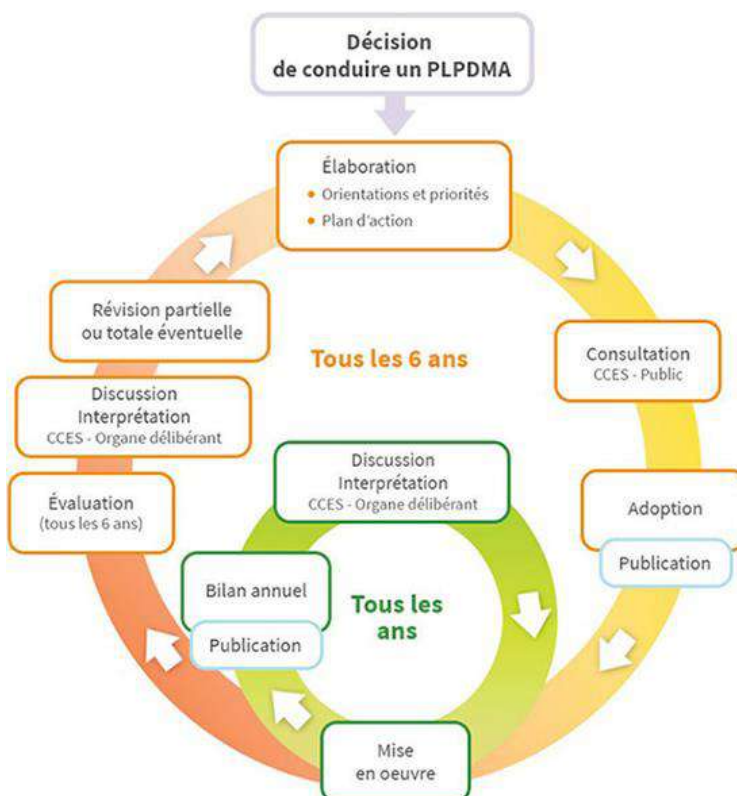 Décision
de conduire un PLPDMA
Élaboration
• Orientations et priorités
• Plan d'action
Révision partielle
ou totale éventuelle
Tous les 6 ans
Consultation
CCES - Public
Discussion
Interprétation
CCES - Organe délibérant
Discussion
Interprétation
CCES - Organe délibérant
Évaluation
(tous les 6 ans)
Adoption
Publication
Bilan annuel
Publication
Tous les
ans
Mise
en oeuvre